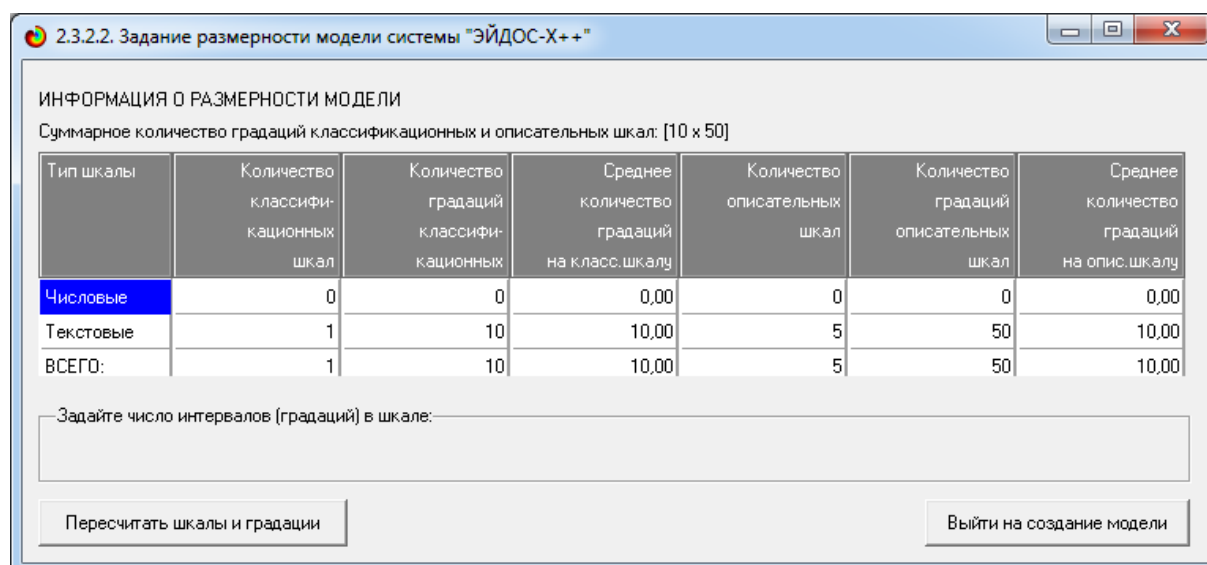 2.3.2.2. Задание размерности модели системы "ЭЙДОС-X++"
ИНФОРМАЦИЯ О РАЗМЕРНОСТИ МОДЕЛИ
Суммарное количество градаций классификационных и описательных шкал: [10 x 50]
Тип шкалы Количество Количество Среднее Количество Количество Среднее
классифи- градаций количество описательных градаций количество
кационных классифи- градаций шкал описательных градаций
шкал кационных на класс.шкалу шкал на опис.шкалу
Числовые 0 0 0,00 0 0 0,00
Текстовые 1 10 10,00 5 50 10,00
ВСЕГО: 1 10 10,00 5 50 10,00
Задайте число интервалов (градаций) в шкале:
Пересчитать шкалы и градации Выйти на создание модели